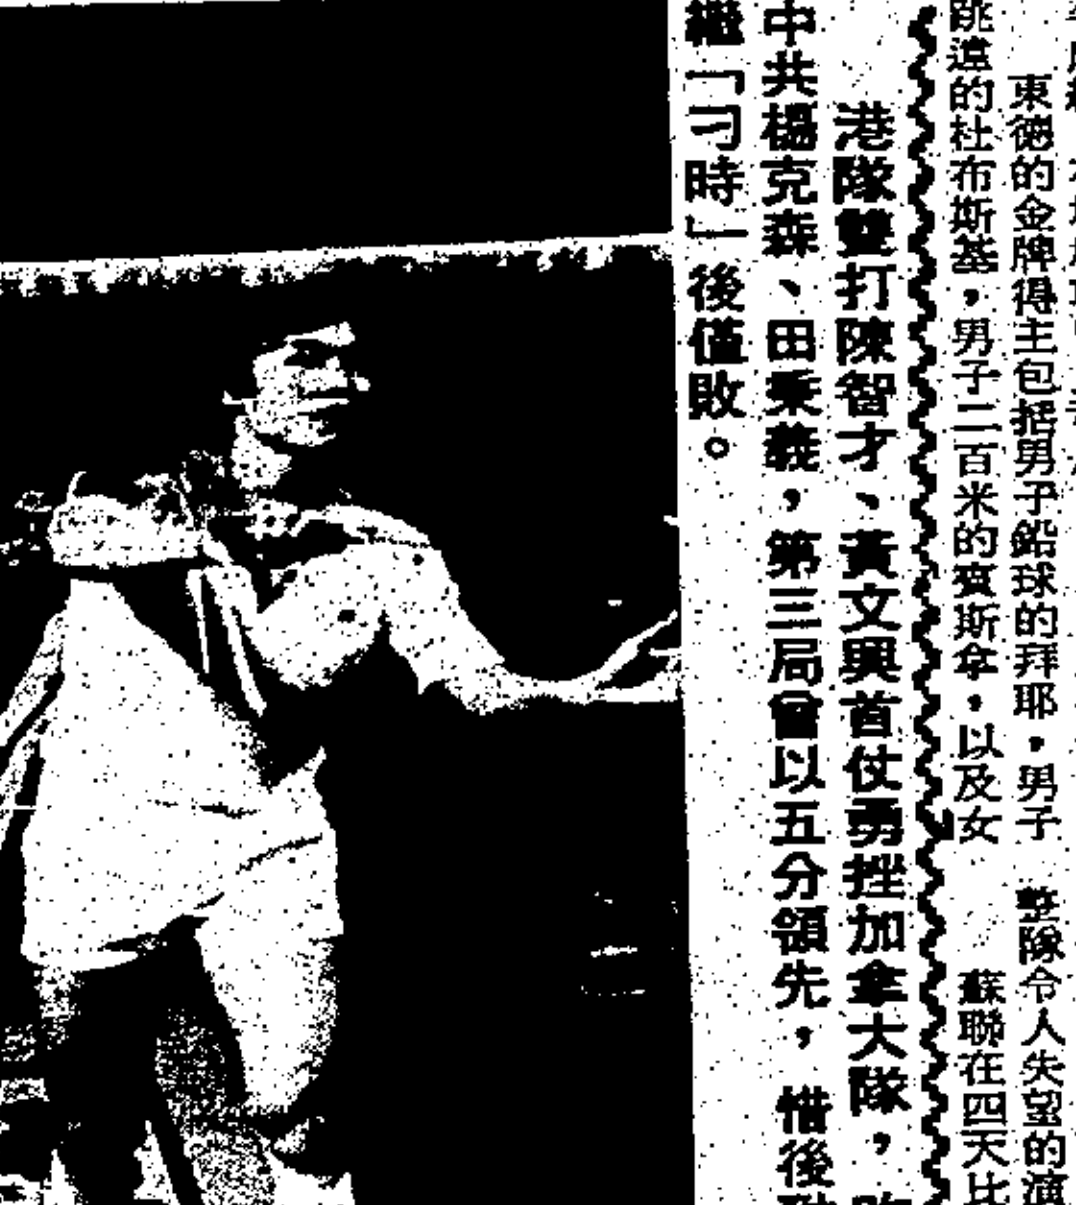 東德的金牌得主包括男子鉛球的拜耶，男子
跳遠的杜布斯基，男子二百米的賓斯拿，以及女
整隊令人失望的演
蘇聯在四天比
港隊雙打陳智才、黃文興首仗勇挫加拿大隊，昨
中共楊克森、田秉義，第三局曾以五分領先，惜後
繼「刁時」後僅敗。